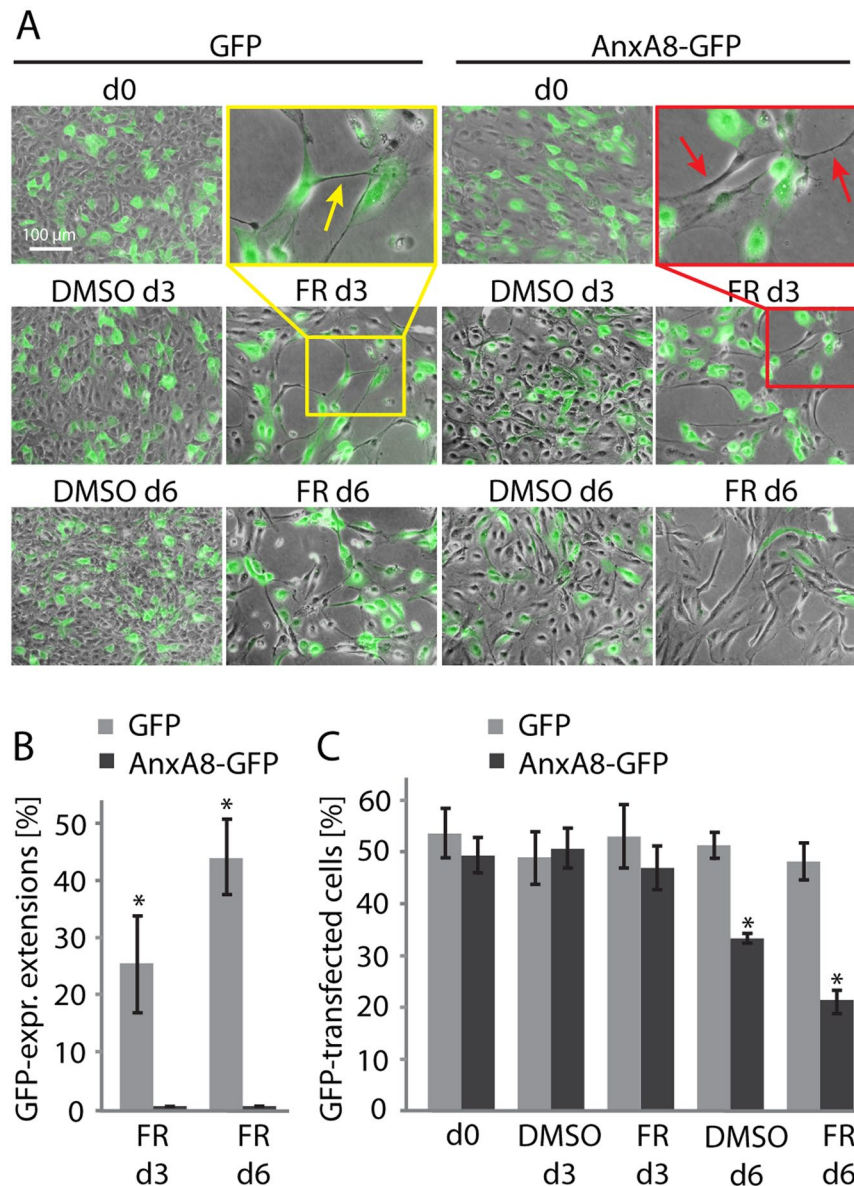 A
GFP
AnxA8-GFP
d0
d0
100 µm
DMSO d3
FR d3
DMSO d3
FR d3
DMSO d6
FR d6
DMSO d6
FR d6
B
GFP
AnxA8-GFP
GFP-expr. extensions [%]
50
40
30
20
10
0
*
*
FR
d3
FR
d6
C
GFP
AnxA8-GFP
GFP-transfected cells [%]
60
50
40
30
20
10
0
*
*
d0
DMSO
d3
FR
d3
DMSO
d6
FR
d6